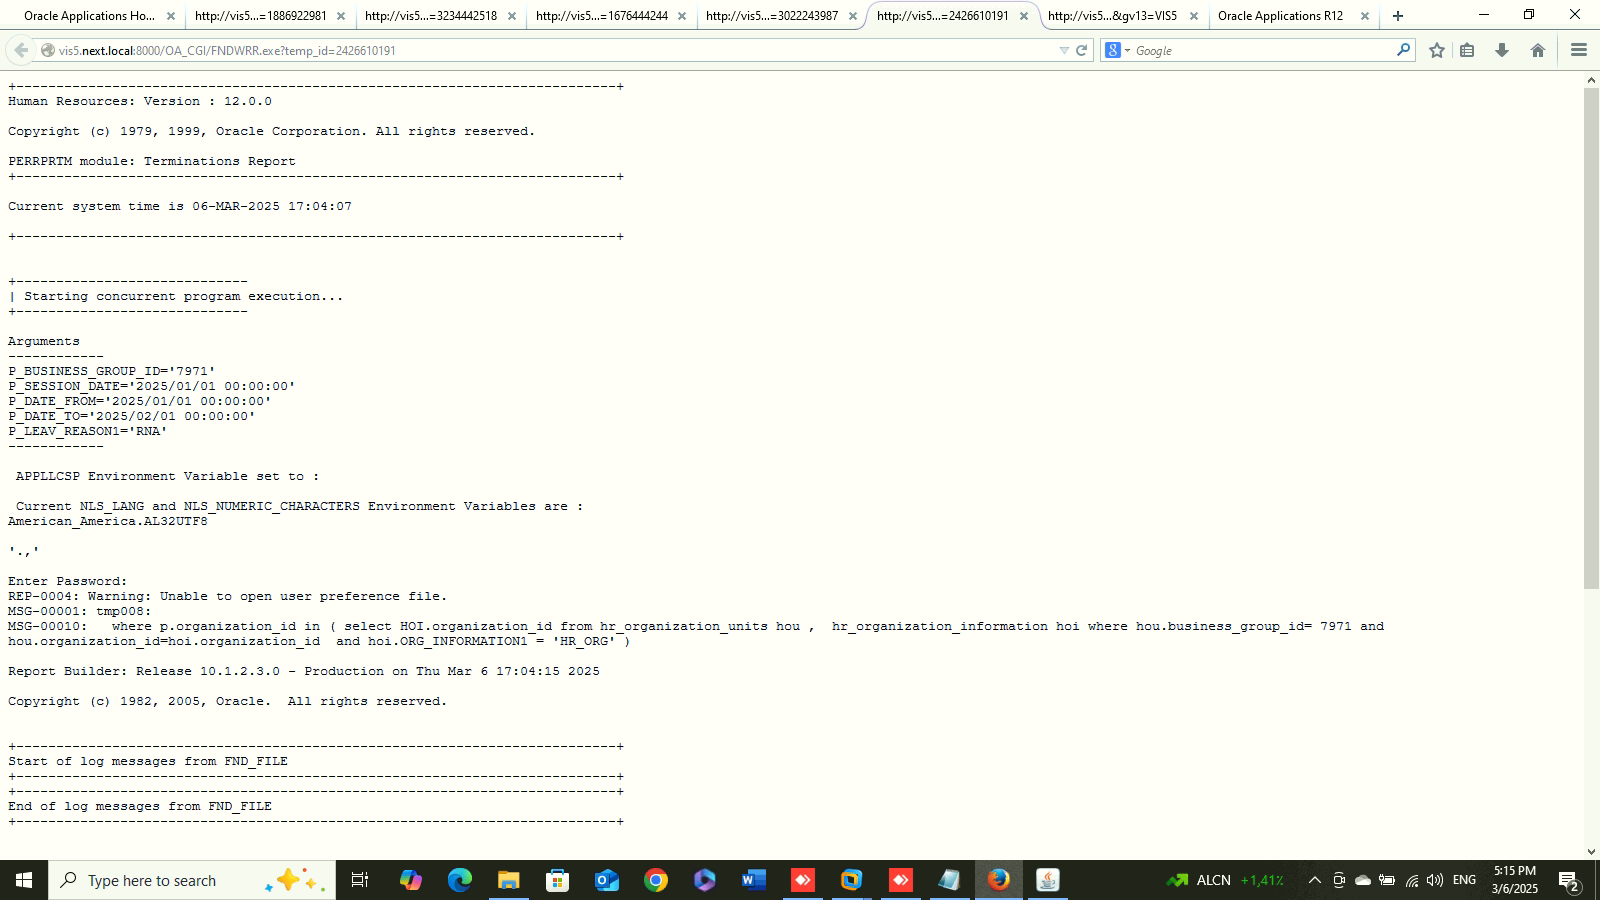 Oracle Applications Ho...
http://vis5...=1886922981
http://vis5...=3234442518
http://vis5...=1676444244
http://vis5...=3022243987
http://vis5...=2426610191
http://vis5...&gv13=VIS5
Oracle Applications R12
vis5.next.local:8000/OA_CGI/FNDWRR.exe?temp_id=2426610191
8
Google
+---------------------------------------------------------------------------+
Human Resources: Version : 12.0.0
Copyright (c) 1979, 1999, Oracle Corporation. All rights reserved.
PERRPRTM module: Terminations Report
+---------------------------------------------------------------------------+
Current system time is 06-MAR-2025 17:04:07
+---------------------------------------------------------------------------+
+-----------------------------
| Starting concurrent program execution...
+-----------------------------
Arguments
------------
P_BUSINESS_GROUP_ID='7971'
P_SESSION_DATE='2025/01/01 00:00:00'
P_DATE_FROM='2025/01/01 00:00:00'
P_DATE_TO='2025/02/01 00:00:00'
P_LEAV_REASON1='RNA'
------------
APPLLCSP Environment Variable set to :
Current NLS_LANG and NLS_NUMERIC_CHARACTERS Environment Variables are :
American_America.AL32UTF8
'.,'
Enter Password:
REP-0004: Warning: Unable to open user preference file.
MSG-00001: tmp008:
MSG-00010:   where p.organization_id in ( select HOI.organization_id from hr_organization_units hou ,  hr_organization_information hoi where hou.business_group_id= 7971 and
hou.organization_id=hoi.organization_id  and hoi.ORG_INFORMATION1 = 'HR_ORG' )
Report Builder: Release 10.1.2.3.0 - Production on Thu Mar 6 17:04:15 2025
Copyright (c) 1982, 2005, Oracle.  All rights reserved.
+---------------------------------------------------------------------------+
Start of log messages from FND_FILE
+---------------------------------------------------------------------------+
+---------------------------------------------------------------------------+
End of log messages from FND_FILE
+---------------------------------------------------------------------------+
Type here to search
ALCN +1,41%
ENG
5:15 PM
3/6/2025
2